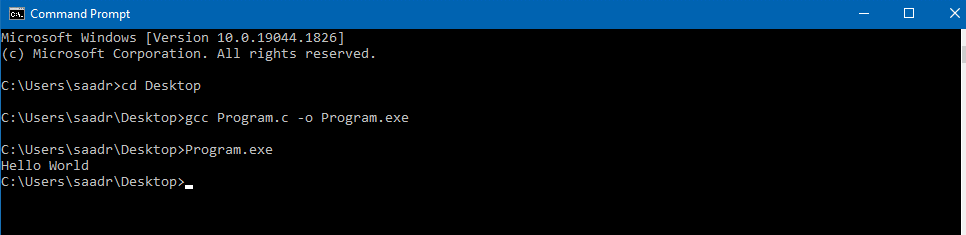 Command Prompt
Microsoft Windows [Version 10.0.19044.1826]
(c) Microsoft Corporation. All rights reserved.
C:\Users\saadr>cd Desktop
C:\Users\saadr\Desktop>gcc Program.c -o Program.exe
C:\Users\saadr\Desktop>Program.exe
Hello World
C:\Users\saadr\Desktop>